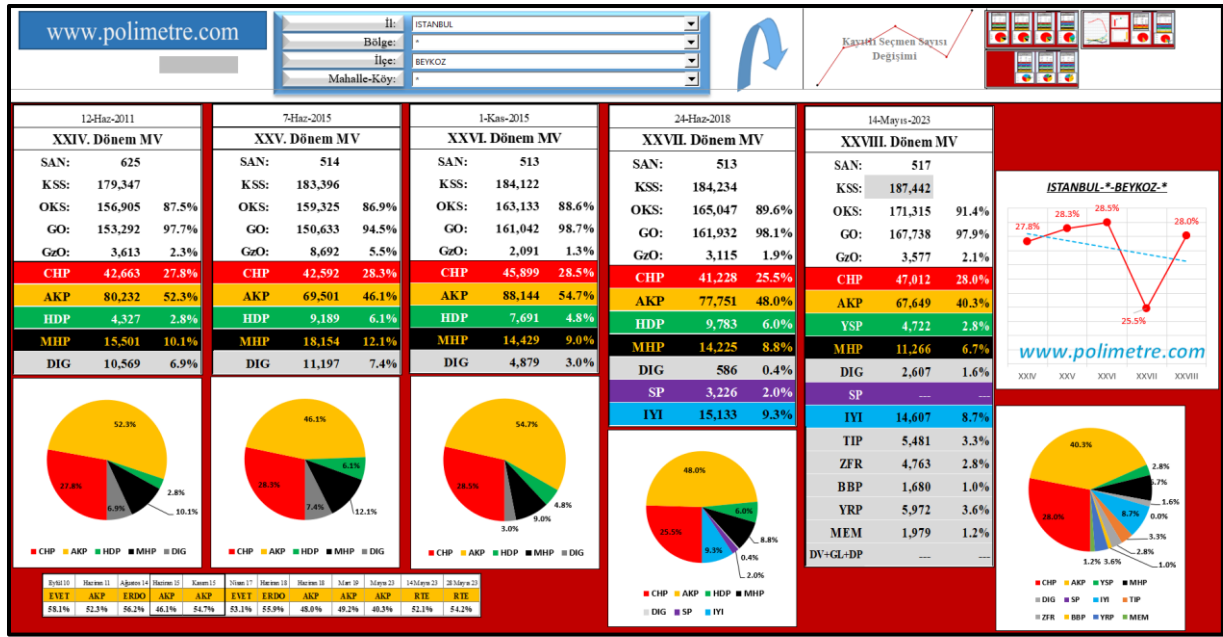 www.polimetre.com
İl: ISTANBUL
Bölge: *
İlçe: BEYKOZ
Mahalle-Köy: *
Kayıtlı Seçmen Sayısı
Değişimi
12-Haz-2011
XXIV. Dönem MV
SAN: 625
KSS: 179,347
OKS: 156,905 87.5%
GO: 153,292 97.7%
GzO: 3,613 2.3%
CHP 42,663 27.8%
AKP 80,232 52.3%
HDP 4,327 2.8%
MHP 15,501 10.1%
DIG 10,569 6.9%
7-Haz-2015
XXV. Dönem MV
SAN: 514
KSS: 183,396
OKS: 159,325 86.9%
GO: 150,633 94.5%
GzO: 8,692 5.5%
CHP 42,592 28.3%
AKP 69,501 46.1%
HDP 9,189 6.1%
MHP 18,154 12.1%
DIG 11,197 7.4%
1-Kas-2015
XXVI. Dönem MV
SAN: 513
KSS: 184,122
OKS: 163,133 88.6%
GO: 161,042 98.7%
GzO: 2,091 1.3%
CHP 45,899 28.5%
AKP 88,144 54.7%
HDP 7,691 4.8%
MHP 14,429 9.0%
DIG 4,879 3.0%
24-Haz-2018
XXVII. Dönem MV
SAN: 513
KSS: 184,234
OKS: 165,047 89.6%
GO: 161,932 98.1%
GzO: 3,115 1.9%
CHP 41,228 25.5%
AKP 77,751 48.0%
HDP 9,783 6.0%
MHP 14,225 8.8%
DIG 586 0.4%
SP 3,226 2.0%
IYI 15,133 9.3%
14-Mayıs-2023
XXVIII. Dönem MV
SAN: 517
KSS: 187,442
OKS: 171,315 91.4%
GO: 167,738 97.9%
GzO: 3,577 2.1%
CHP 47,012 28.0%
AKP 67,649 40.3%
YSP 4,722 2.8%
MHP 11,266 6.7%
DIG 2,607 1.6%
SP --- ---
IYI 14,607 8.7%
TIP 5,481 3.3%
ZFR 4,763 2.8%
BBP 1,680 1.0%
YRP 5,972 3.6%
MEM 1,979 1.2%
DV+GL+DP --- ---
ISTANBUL-*-BEYKOZ-*
27.8% 28.3% 28.5% 25.5% 28.0%
www.polimetre.com
XXIV XXV XXVI XXVII XXVIII
52.3%
27.8% 2.8%
6.9% 10.1%
CHP AKP HDP MHP DIG
46.1%
6.1%
28.3%
7.4% 12.1%
CHP AKP HDP MHP DIG
54.7%
28.5% 4.8%
3.0% 9.0%
CHP AKP HDP MHP DIG
48.0%
6.0%
25.5% 8.8%
9.3% 0.4%
2.0%
CHP AKP HDP MHP
DIG SP IYI
40.3%
2.8%
6.7%
1.6%
28.0% 8.7% 0.0%
3.3%
2.8%
1.2% 3.6% 1.0%
CHP AKP YSP MHP
DIG SP IYI TIP
ZFR BBP YRP MEM
Eylül 10 Haziran 11 Ağustos 14 Haziran 15 Kasım 15 Nisan 17 Haziran 18 Haziran 18 Mart 19 Mayıs 23 14 Mayıs 23 28 Mayıs 23
EVET AKP ERDO AKP AKP EVET ERDO AKP AKP AKP RTE RTE
58.1% 52.3% 56.2% 46.1% 54.7% 53.1% 55.9% 48.0% 49.2% 40.3% 52.1% 54.2%